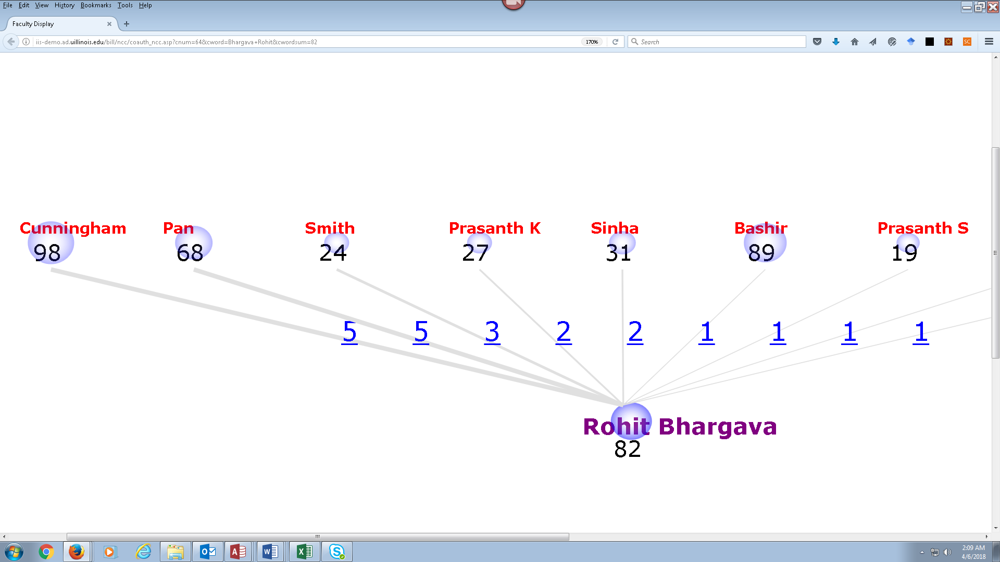 File Edit View History Bookmarks Tools Help
Faculty Display
iis-demo.ad.uillinois.edu/bill/ncc/coauth_ncc.asp?cnum=64&cword=Bhargava+Rohit&cwordsum=82
170%
Search
SC
Cunningham Pan Smith Prasanth K Sinha Bashir Prasanth S
98 68 24 27 31 89 19
5 5 3 2 2 1 1 1 1
Rohit Bhargava
82
2:09 AM
4/6/2018